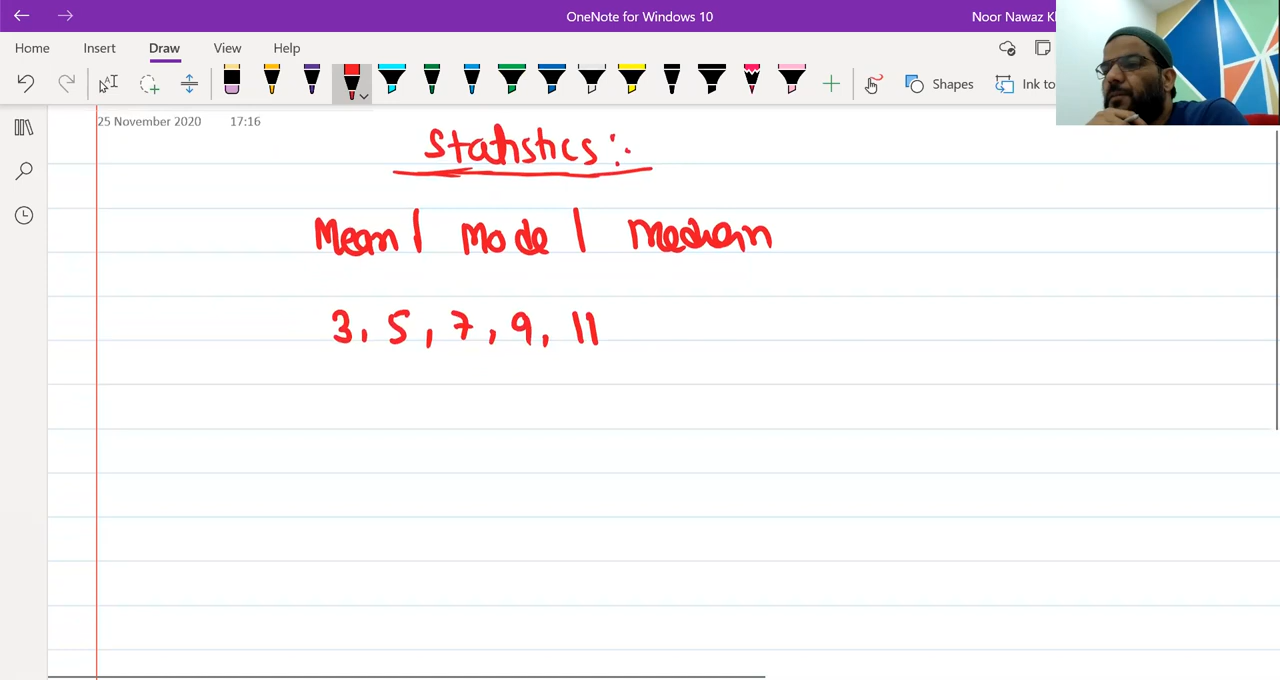 OneNote for Windows 10
Noor Nawaz Kh
Home Insert Draw View Help
Shapes
Ink to
25 November 2020 17:16
Statistics :-
Mean | Mode | Median
3, 5, 7, 9, 11